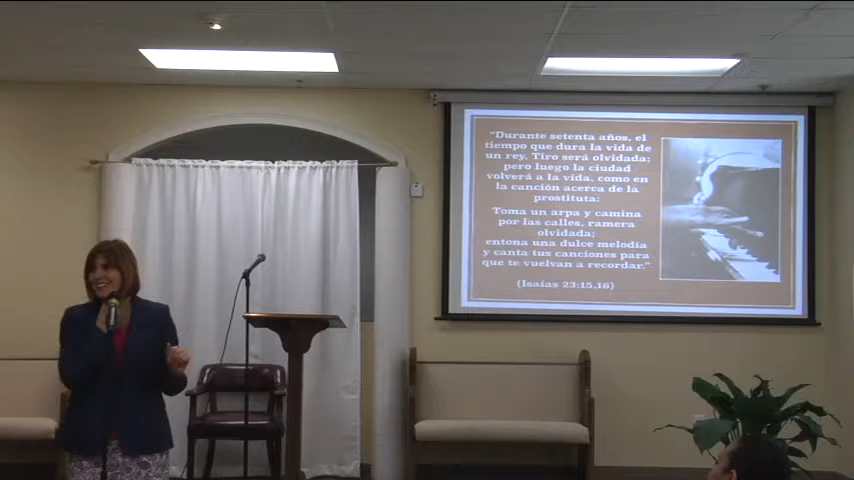 "Durante setenta años, el
tiempo que dura la vida de
un rey, Tiro será olvidada,
pero luego la ciudad
volverá a la vida, como en
la canción acerca de la
prostituta:
Toma un arpa y camina
por las calles, ramera
olvidada;
entona una dulce melodía
y canta tus canciones para
que te vuelvan a recordar."
(Isaías 23:15,16)